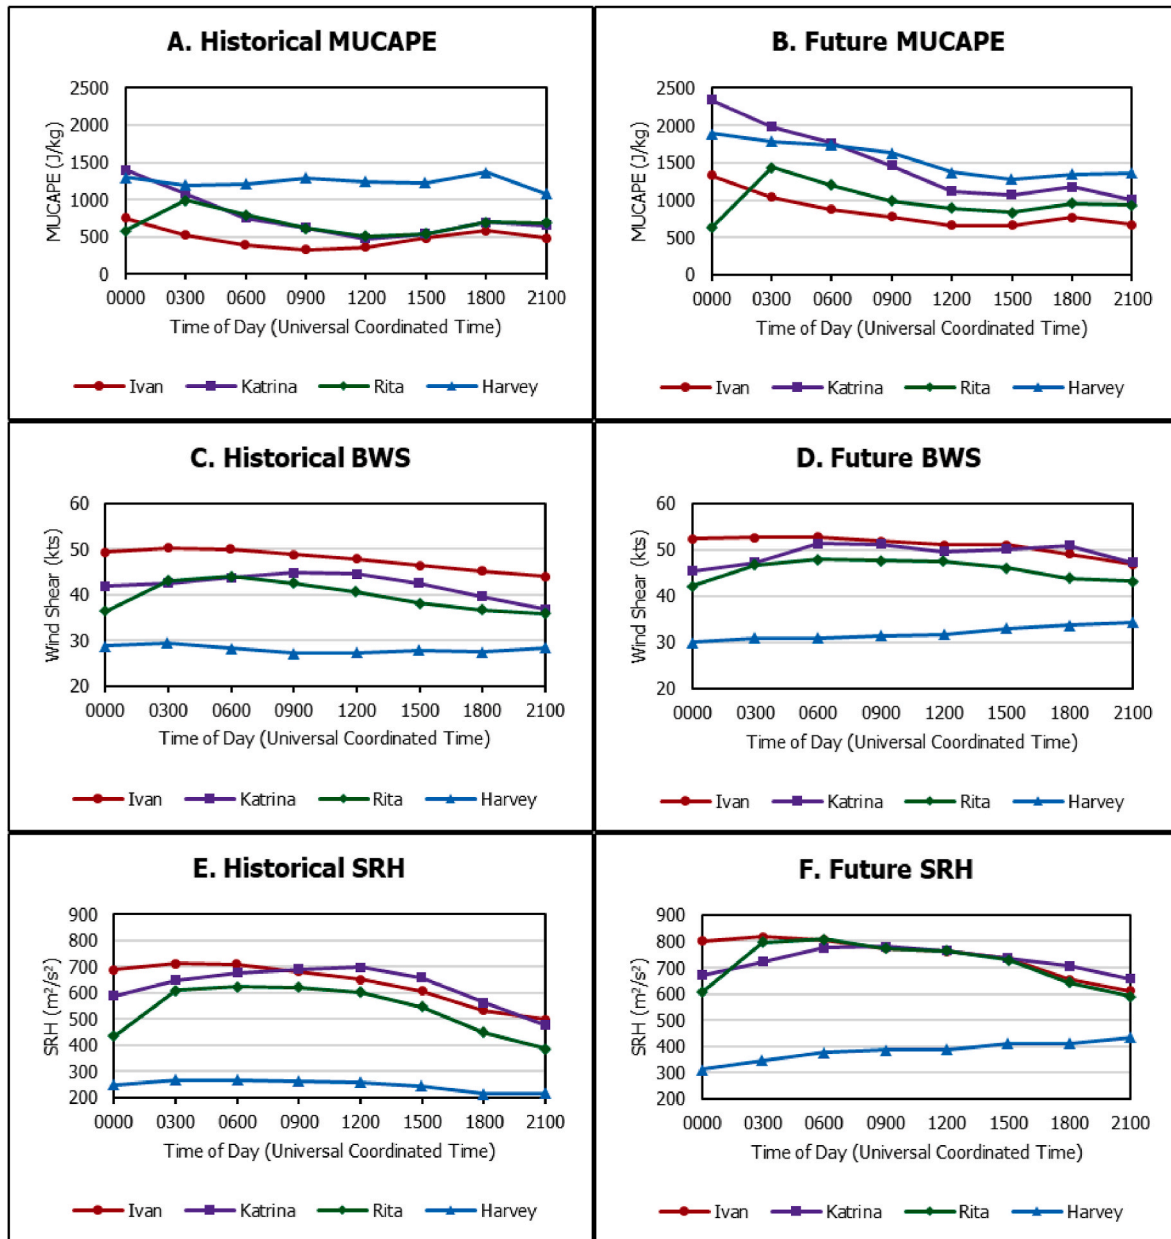 A. Historical MUCAPE
MUCAPE (J/kg)
2500
2000
1500
1000
500
0
0000 0300 0600 0900 1200 1500 1800 2100
Time of Day (Universal Coordinated Time)
Ivan Katrina Rita Harvey
B. Future MUCAPE
MUCAPE (J/kg)
2500
2000
1500
1000
500
0
0000 0300 0600 0900 1200 1500 1800 2100
Time of Day (Universal Coordinated Time)
Ivan Katrina Rita Harvey
C. Historical BWS
Wind Shear (kts)
60
50
40
30
20
0000 0300 0600 0900 1200 1500 1800 2100
Time of Day (Universal Coordinated Time)
Ivan Katrina Rita Harvey
D. Future BWS
Wind Shear (kts)
60
50
40
30
20
0000 0300 0600 0900 1200 1500 1800 2100
Time of Day (Universal Coordinated Time)
Ivan Katrina Rita Harvey
E. Historical SRH
SRH (m²/s²)
900
800
700
600
500
400
300
200
0000 0300 0600 0900 1200 1500 1800 2100
Time of Day (Universal Coordinated Time)
Ivan Katrina Rita Harvey
F. Future SRH
SRH (m²/s²)
900
800
700
600
500
400
300
200
0000 0300 0600 0900 1200 1500 1800 2100
Time of Day (Universal Coordinated Time)
Ivan Katrina Rita Harvey